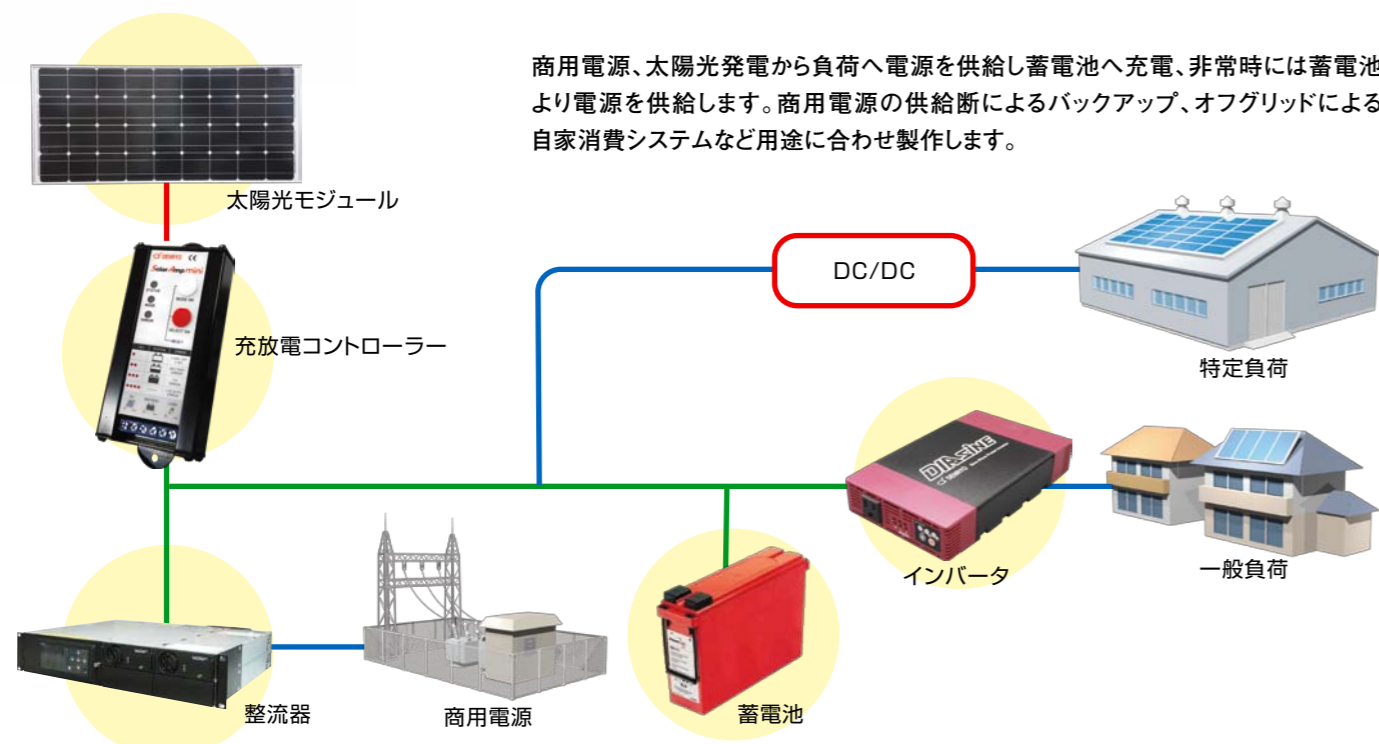 商用電源、太陽光発電から負荷へ電源を供給し蓄電池へ充電、非常時には蓄電池
より電源を供給します。商用電源の供給断によるバックアップ、オフグリッドによる
自家消費システムなど用途に合わせ製作します。
太陽光モジュール
DC/DC
Solar Amp mini
充放電コントローラー
特定負荷
DIAsine
インバータ
一般負荷
整流器
商用電源
蓄電池